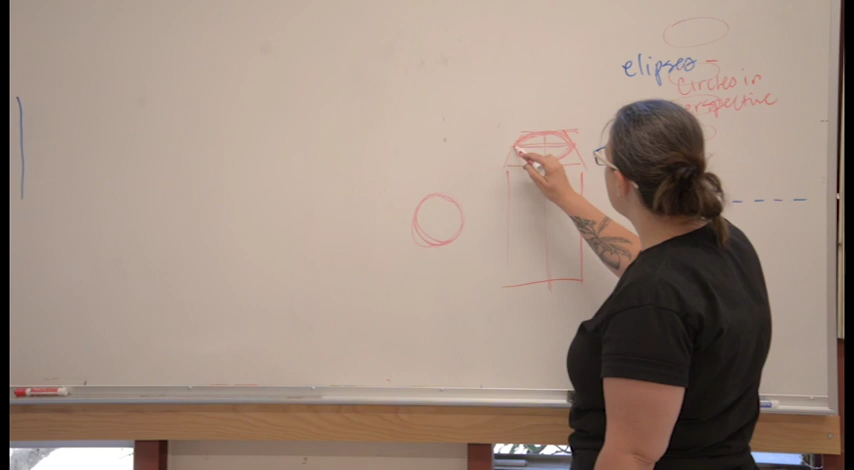 elipses -
circles in
perspective